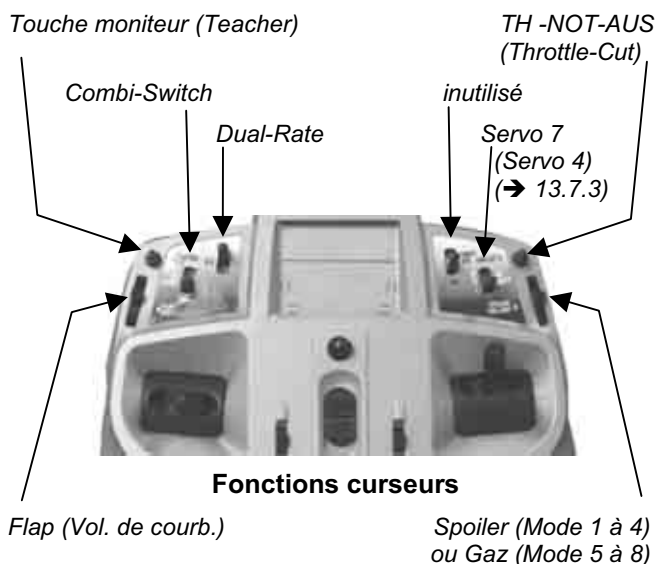 Touche moniteur (Teacher)
TH -NOT-AUS
(Throttle-Cut)
Combi-Switch
inutilisé
Dual-Rate
Servo 7
(Servo 4)
(➔ 13.7.3)
Fonctions curseurs
Flap (Vol. de courb.)
Spoiler (Mode 1 à 4)
ou Gaz (Mode 5 à 8)